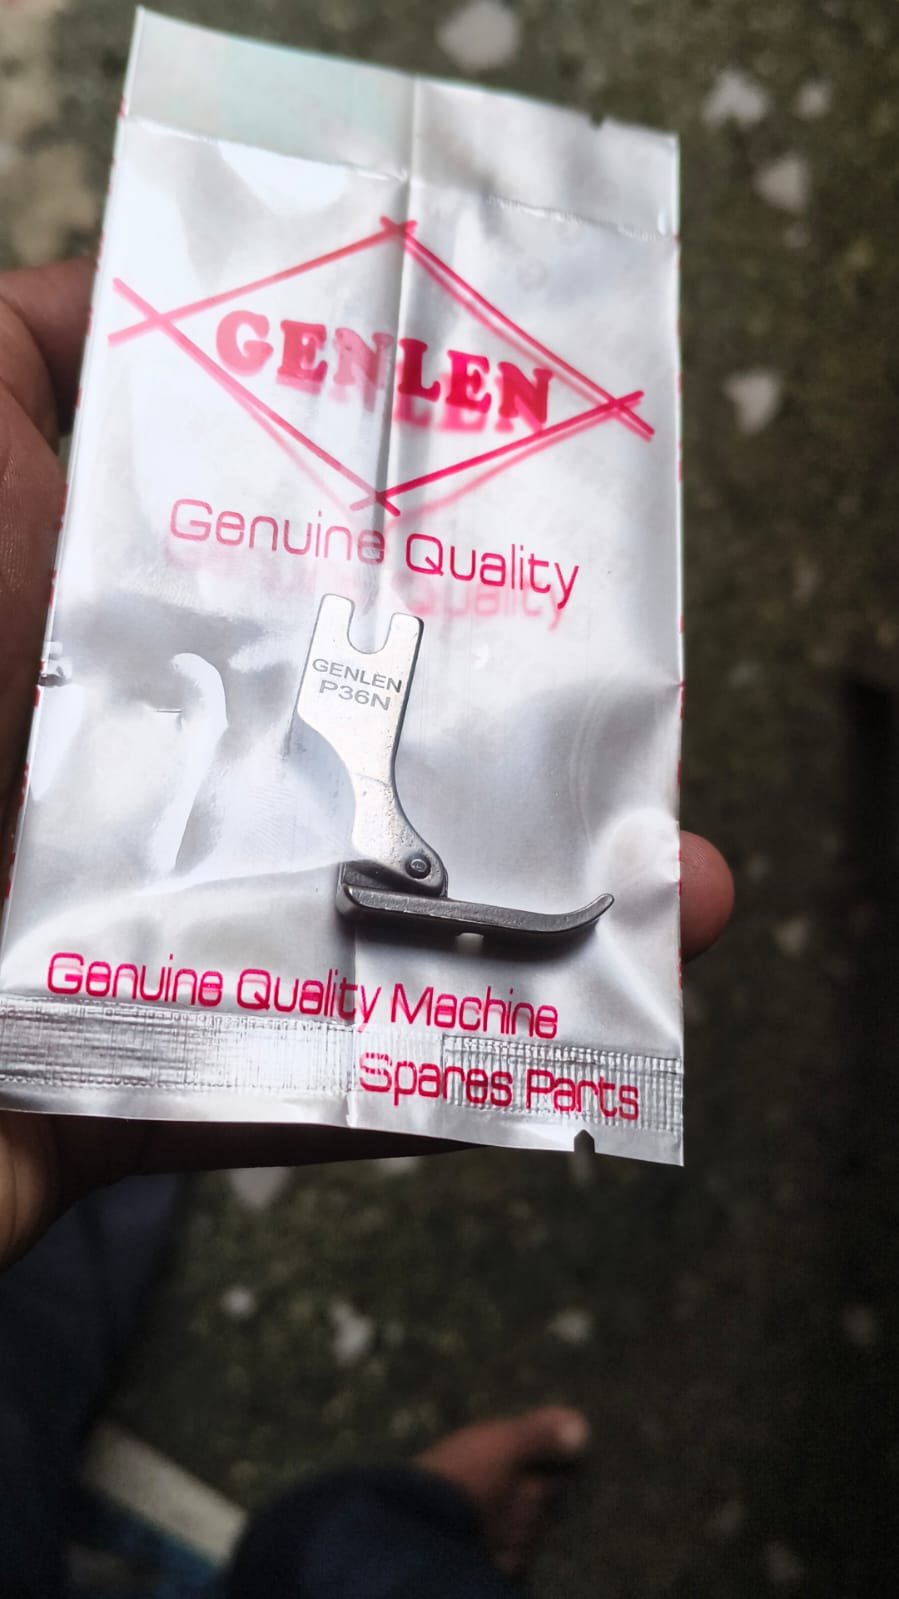 GENLEN
Genuine Quality
GENLEN
P36N
Genuine Quality Machine
Spares Parts